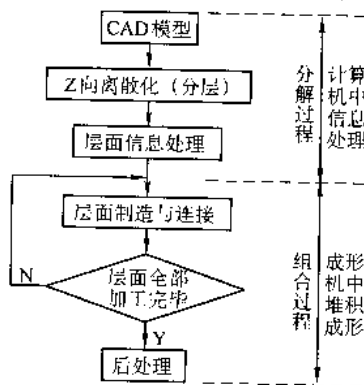 CAD模型
Z向离散化（分层）
层面信息处理
层面制造与连接
N
层面全部
加工完毕
Y
后处理
分解过程
计算
机中
信息
处理
组合过程
成形
机中
堆积
成形